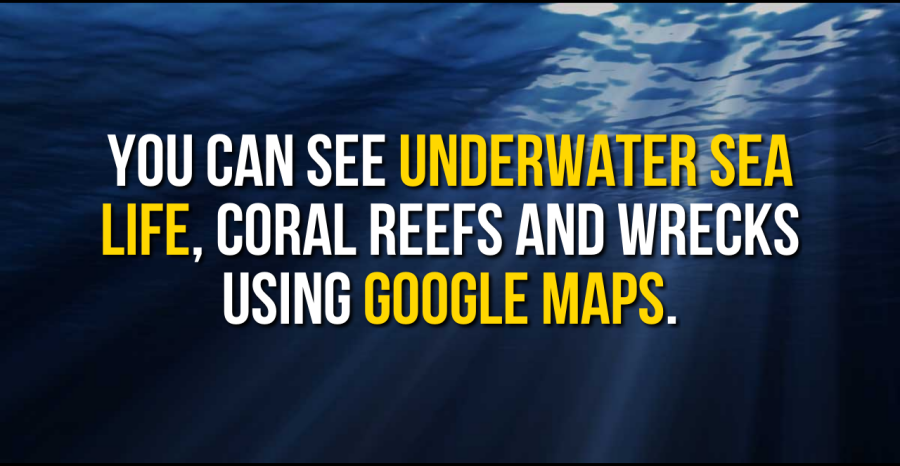 YOU CAN SEE UNDERWATER SEA
LIFE, CORAL REEFS AND WRECKS
USING GOOGLE MAPS.